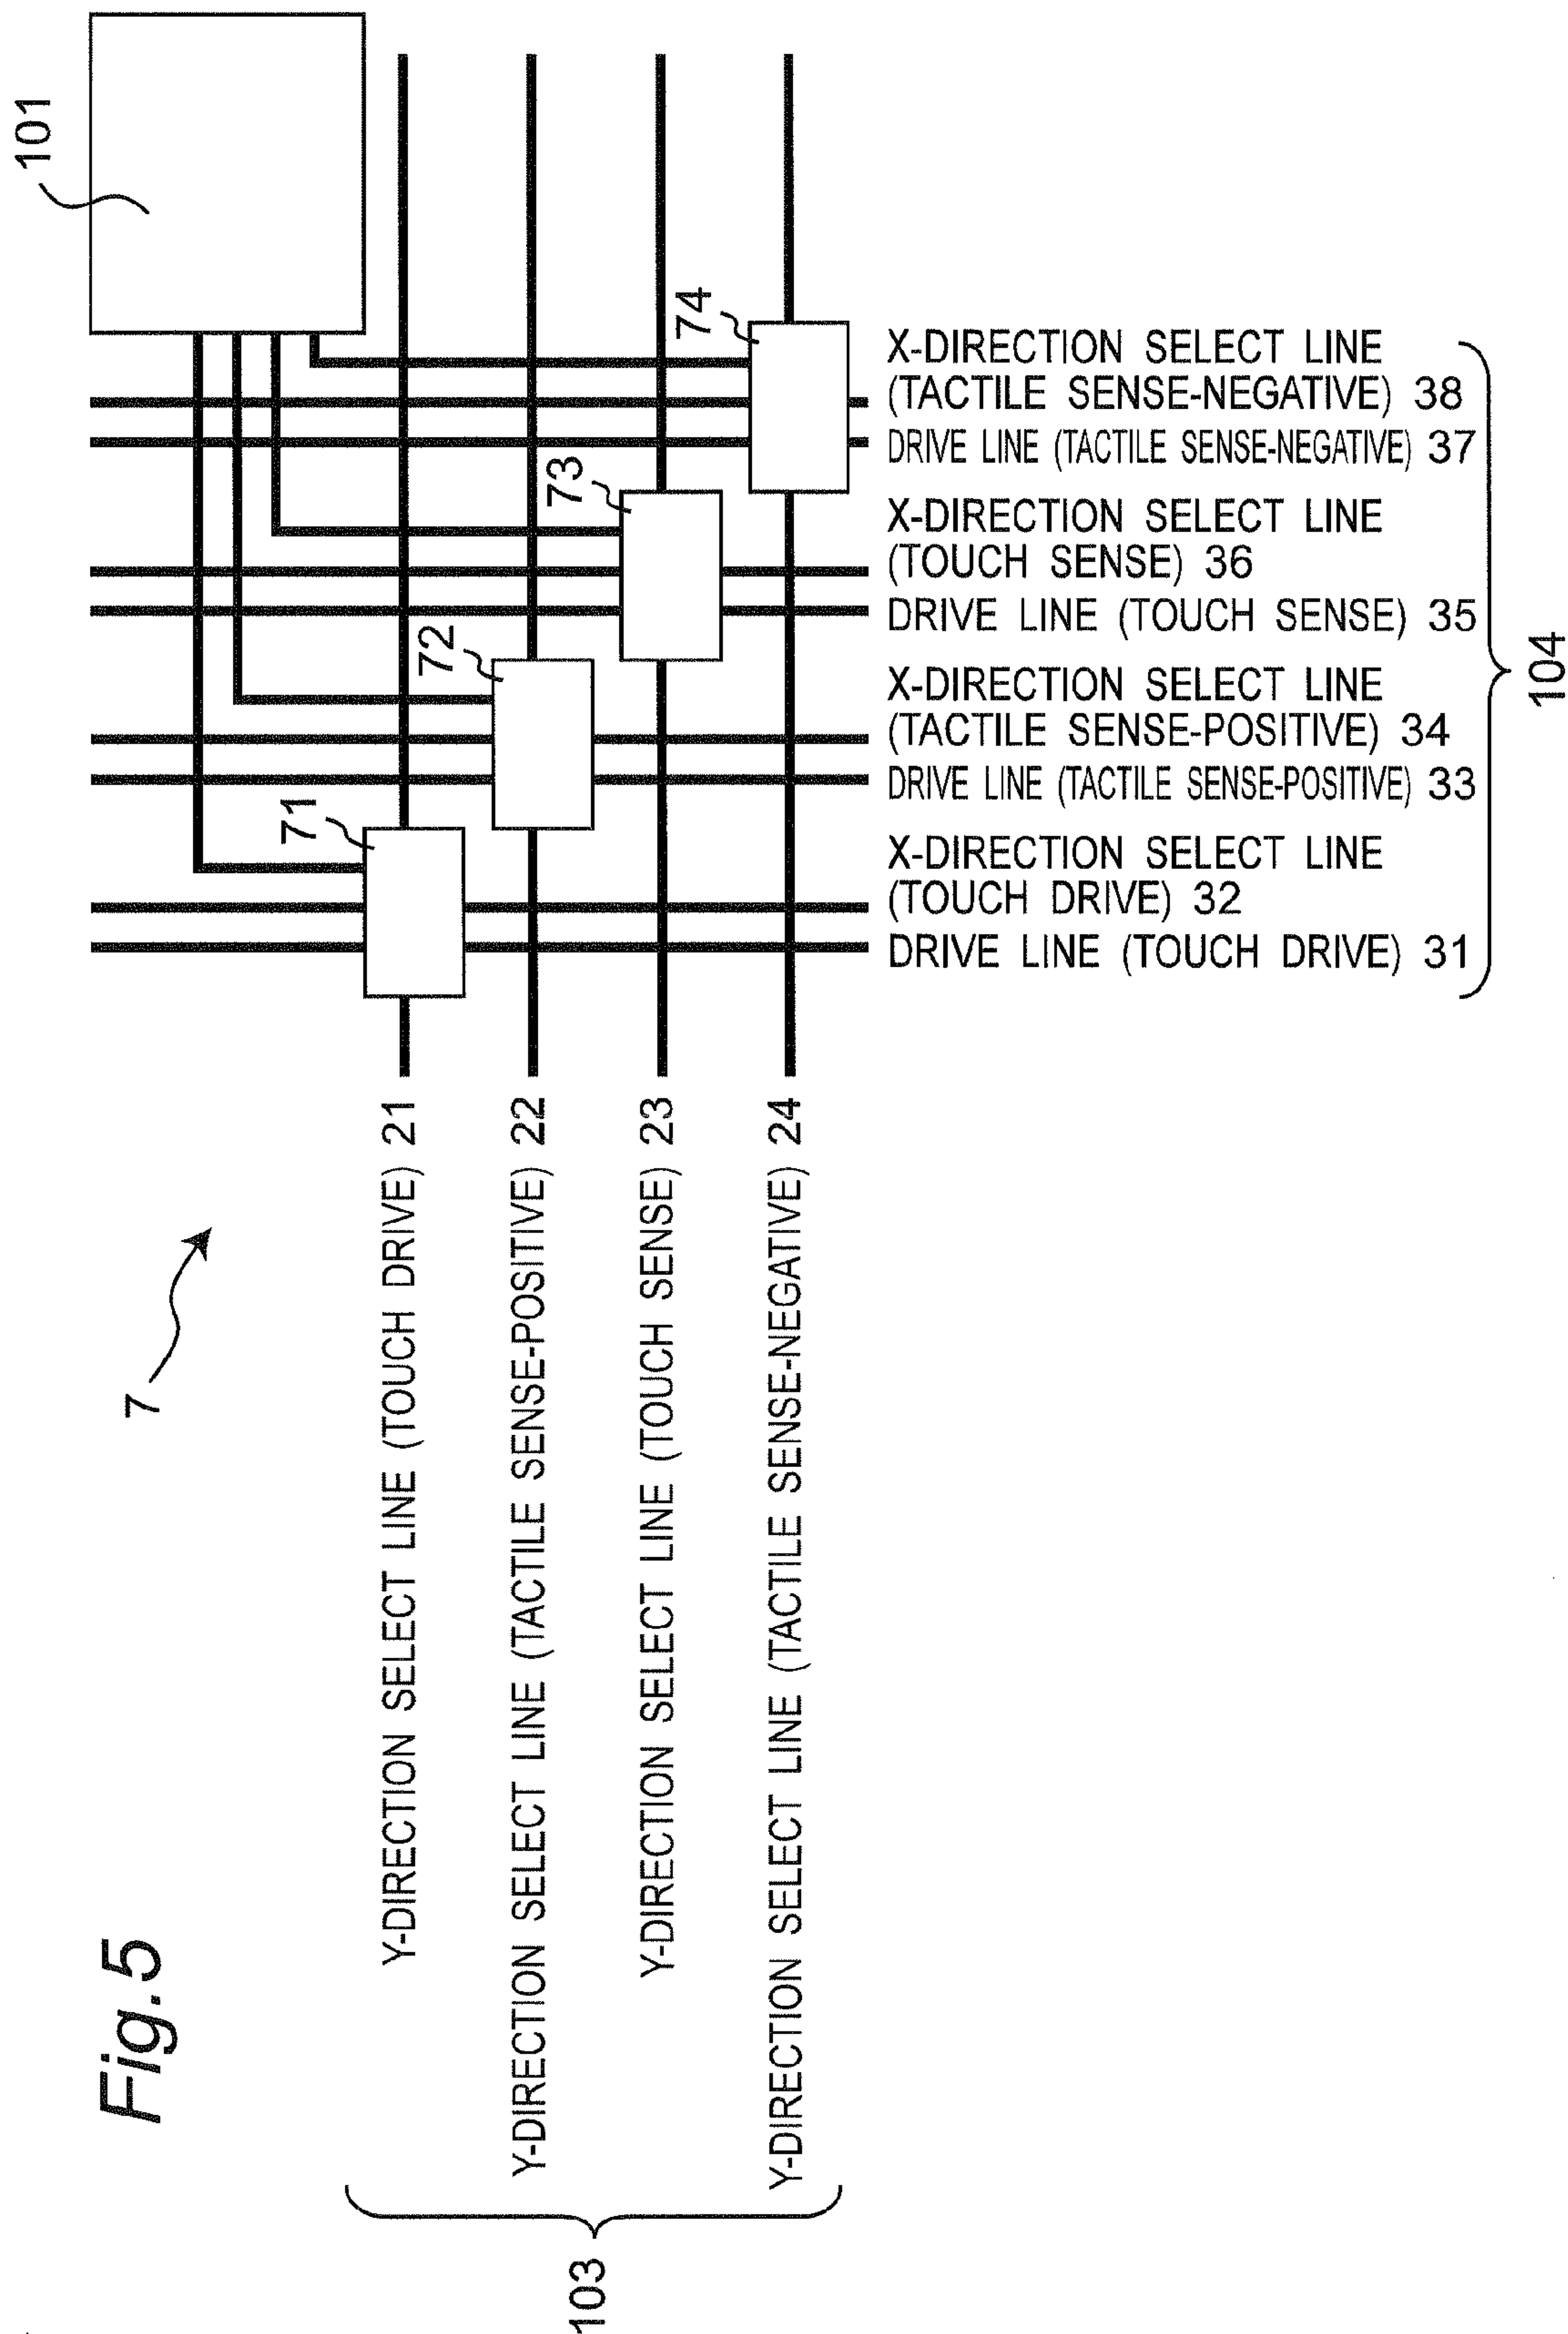 Fig.5
7
101
71
72
73
74
103
Y-DIRECTION SELECT LINE (TOUCH DRIVE) 21
Y-DIRECTION SELECT LINE (TACTILE SENSE-POSITIVE) 22
Y-DIRECTION SELECT LINE (TOUCH SENSE) 23
Y-DIRECTION SELECT LINE (TACTILE SENSE-NEGATIVE) 24
X-DIRECTION SELECT LINE
(TACTILE SENSE-NEGATIVE) 38
DRIVE LINE (TACTILE SENSE-NEGATIVE) 37
X-DIRECTION SELECT LINE
(TOUCH SENSE) 36
DRIVE LINE (TOUCH SENSE) 35
X-DIRECTION SELECT LINE
(TACTILE SENSE-POSITIVE) 34
DRIVE LINE (TACTILE SENSE-POSITIVE) 33
X-DIRECTION SELECT LINE
(TOUCH DRIVE) 32
DRIVE LINE (TOUCH DRIVE) 31
104